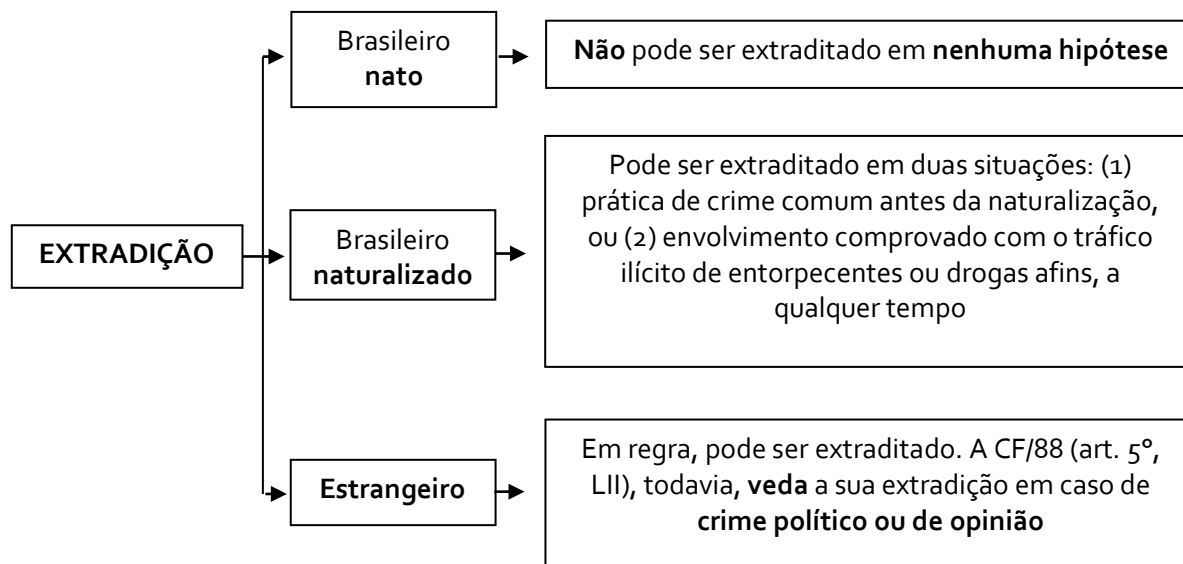 Brasileiro
nato
Não pode ser extraditado em nenhuma hipótese
EXTRADIÇÃO
Brasileiro
naturalizado
Pode ser extraditado em duas situações: (1)
prática de crime comum antes da naturalização,
ou (2) envolvimento comprovado com o tráfico
ilícito de entorpecentes ou drogas afins, a
qualquer tempo
Estrangeiro
Em regra, pode ser extraditado. A CF/88 (art. 5º,
LII), todavia, veda a sua extradição em caso de
crime político ou de opinião